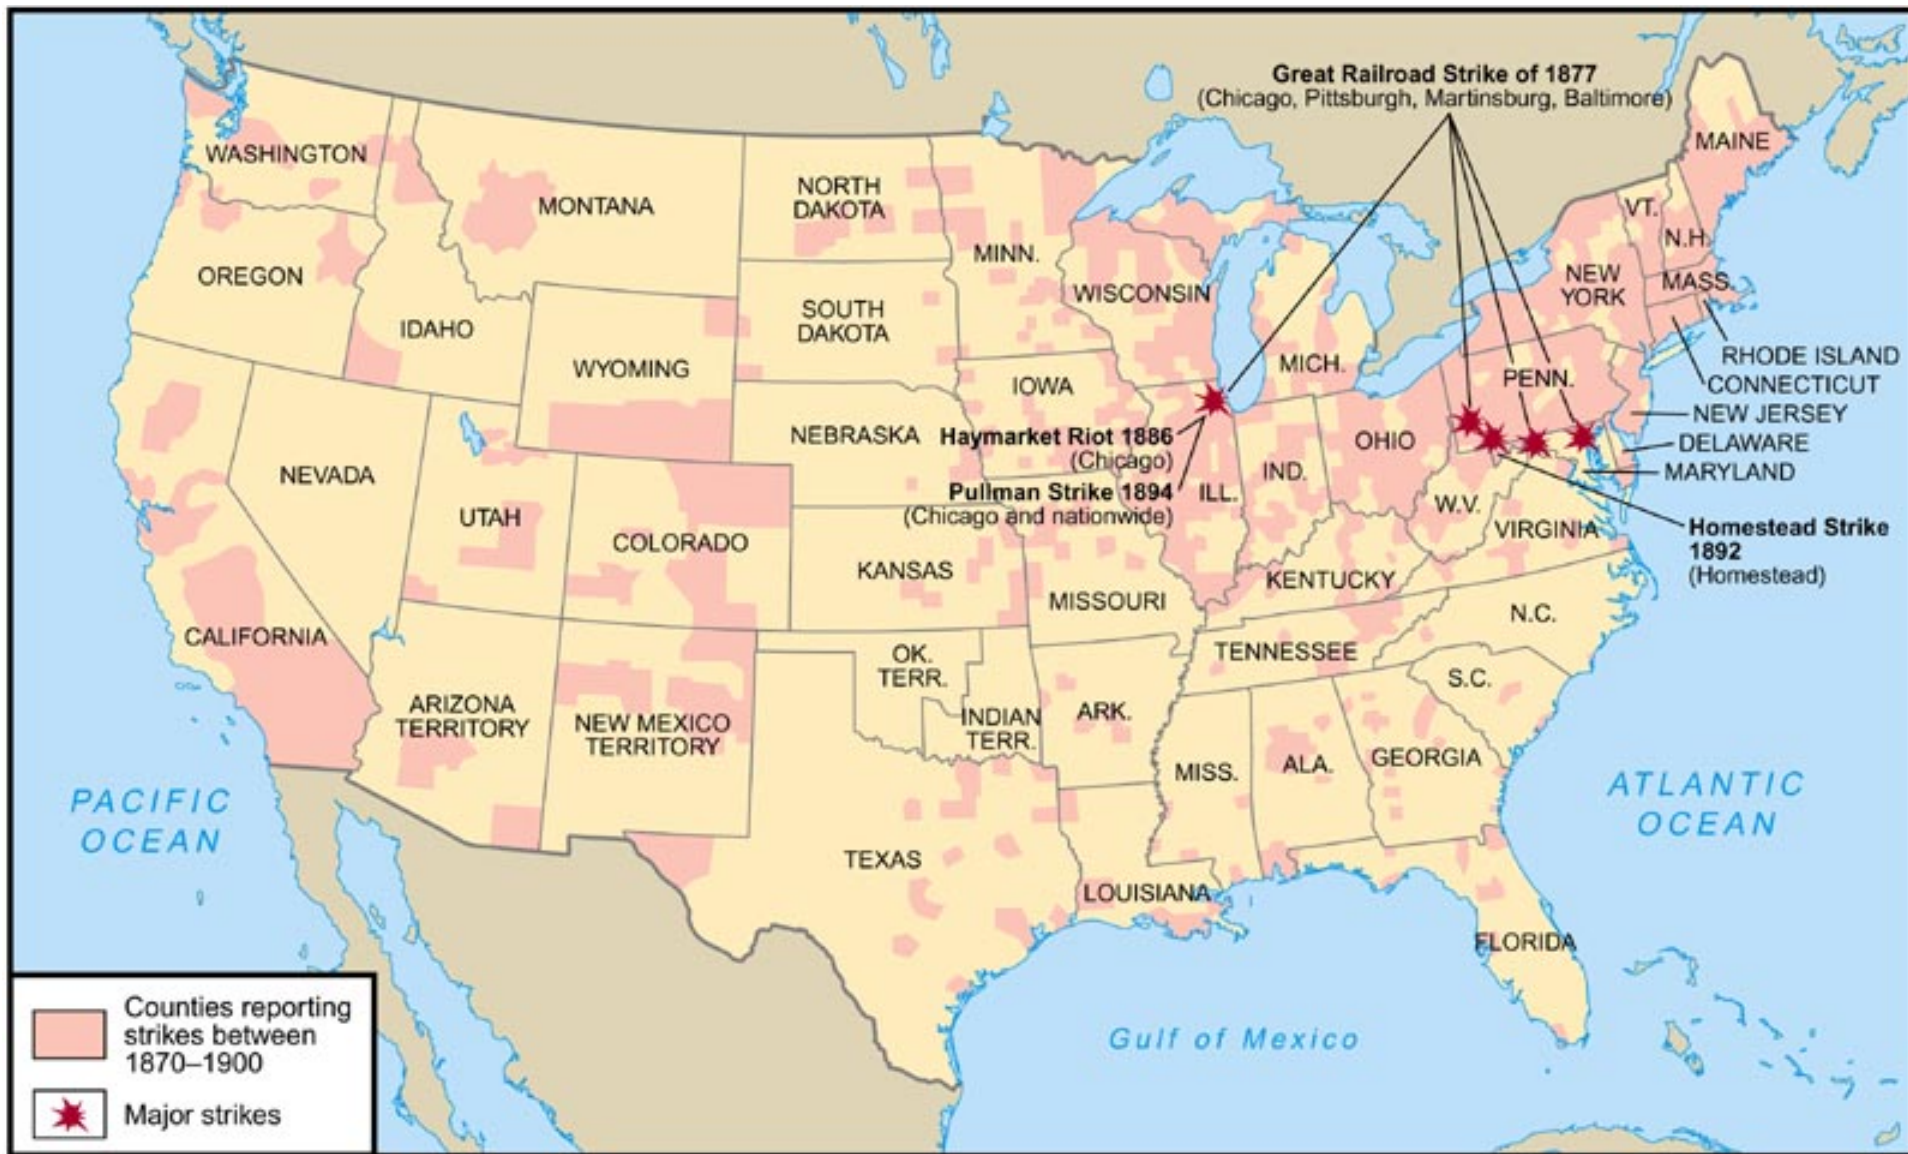 Great Railroad Strike of 1877
(Chicago, Pittsburgh, Martinsburg, Baltimore)
WASHINGTON
MONTANA
NORTH
DAKOTA
MINN.
OREGON
IDAHO
WYOMING
SOUTH
DAKOTA
WISCONSIN
MICH.
MAINE
VT.
N.H.
NEW
YORK
MASS.
RHODE ISLAND
CONNECTICUT
NEW JERSEY
DELAWARE
MARYLAND
PENN.
IOWA
NEBRASKA
Haymarket Riot 1886
(Chicago)
Pullman Strike 1894
(Chicago and nationwide)
ILL.
IND.
OHIO
W.V.
VIRGINIA
Homestead Strike
1892
(Homestead)
NEVADA
UTAH
COLORADO
KANSAS
MISSOURI
KENTUCKY
CALIFORNIA
ARIZONA
TERRITORY
NEW MEXICO
TERRITORY
OK.
TERR.
INDIAN
TERR.
ARK.
TENNESSEE
N.C.
S.C.
MISS.
ALA.
GEORGIA
TEXAS
LOUISIANA
FLORIDA
PACIFIC
OCEAN
ATLANTIC
OCEAN
Gulf of Mexico
Counties reporting
strikes between
1870–1900
Major strikes